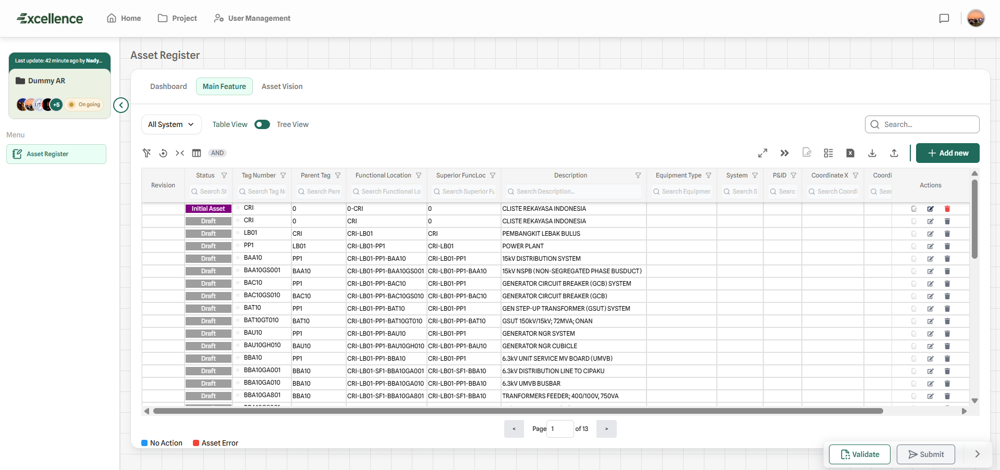 Excellence
Home
Project
User Management
Last update: 42 minute ago by Nady...
Dummy AR
+5
On going
Menu
Asset Register
Asset Register
Dashboard
Main Feature
Asset Vision
All System
Table View
Tree View
Search...
AND
Add new
Revision Status Tag Number Parent Tag Functional Location Superior FuncLoc Description Equipment Type System P&ID Coordinate X Coordi Actions
Search St Search Tag N Search Pare Search Functional Lo Search Superior Fu Search Description... Search Equipmer Search S Searc Search Coordi Sear
Initial Asset CRI 0 0-CRI 0 CLISTE REKAYASA INDONESIA
Draft CRI 0 CRI 0 CLISTE REKAYASA INDONESIA
Draft LB01 CRI CRI-LB01 CRI PEMBANGKIT LEBAK BULUS
Draft PP1 LB01 CRI-LB01-PP1 CRI-LB01 POWER PLANT
Draft BAA10 PP1 CRI-LB01-PP1-BAA10 CRI-LB01-PP1 15kV DISTRIBUTION SYSTEM
Draft BAA10GS001 BAA10 CRI-LB01-PP1-BAA10GS001 CRI-LB01-PP1-BAA10 15kV NSPB (NON-SEGREGATED PHASE BUSDUCT)
Draft BAC10 PP1 CRI-LB01-PP1-BAC10 CRI-LB01-PP1 GENERATOR CIRCUIT BREAKER (GCB) SYSTEM
Draft BAC10GS010 BAC10 CRI-LB01-PP1-BAC10GS010 CRI-LB01-PP1-BAC10 GENERATOR CIRCUIT BREAKER (GCB)
Draft BAT10 PP1 CRI-LB01-PP1-BAT10 CRI-LB01-PP1 GEN STEP-UP TRANSFORMER (GSUT) SYSTEM
Draft BAT10GT010 BAT10 CRI-LB01-PP1-BAT10GT010 CRI-LB01-PP1-BAT10 GSUT 150kV/15kV; 72MVA; ONAN
Draft BAU10 PP1 CRI-LB01-PP1-BAU10 CRI-LB01-PP1 GENERATOR NGR SYSTEM
Draft BAU10GH010 BAU10 CRI-LB01-PP1-BAU10GH010 CRI-LB01-PP1-BAU10 GENERATOR NGR CUBICLE
Draft BBA10 PP1 CRI-LB01-PP1-BBA10 CRI-LB01-PP1 6.3kV UNIT SERVICE MV BOARD (UMVB)
Draft BBA10GA001 BBA10 CRI-LB01-SF1-BBA10GA001 CRI-LB01-SF1-BBA10 6.3kV DISTRIBUTION LINE TO CIPAKU
Draft BBA10GA010 BBA10 CRI-LB01-PP1-BBA10GA010 CRI-LB01-PP1-BBA10 6.3kV UMVB BUSBAR
Draft BBA10GA801 BBA10 CRI-LB01-SF1-BBA10GA801 CRI-LB01-SF1-BBA10 TRANFORMERS FEEDER; 400/100V, 750VA
< Page 1 of 13 >
No Action Asset Error
Validate
Submit